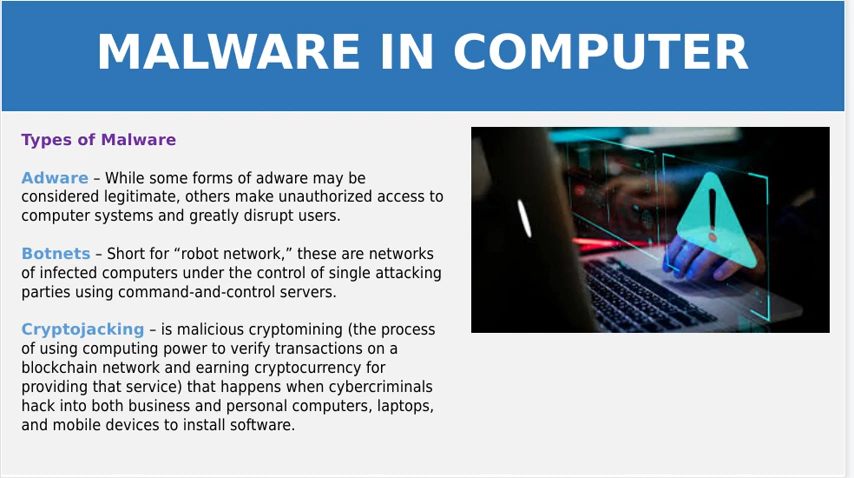 MALWARE IN COMPUTER
Types of Malware
Adware – While some forms of adware may be
considered legitimate, others make unauthorized access to
computer systems and greatly disrupt users.
Botnets – Short for “robot network,” these are networks
of infected computers under the control of single attacking
parties using command-and-control servers.
Cryptojacking – is malicious cryptomining (the process
of using computing power to verify transactions on a
blockchain network and earning cryptocurrency for
providing that service) that happens when cybercriminals
hack into both business and personal computers, laptops,
and mobile devices to install software.